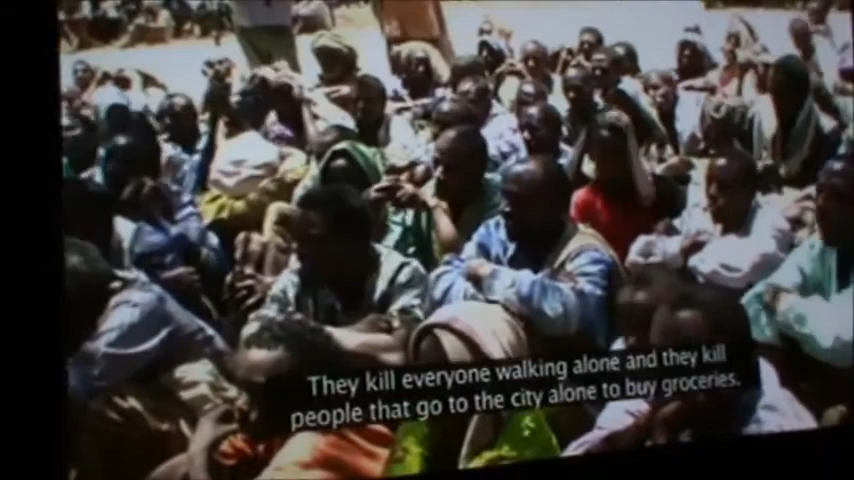 They kill everyone walking alone and they kill
people that go to the city alone to buy groceries.